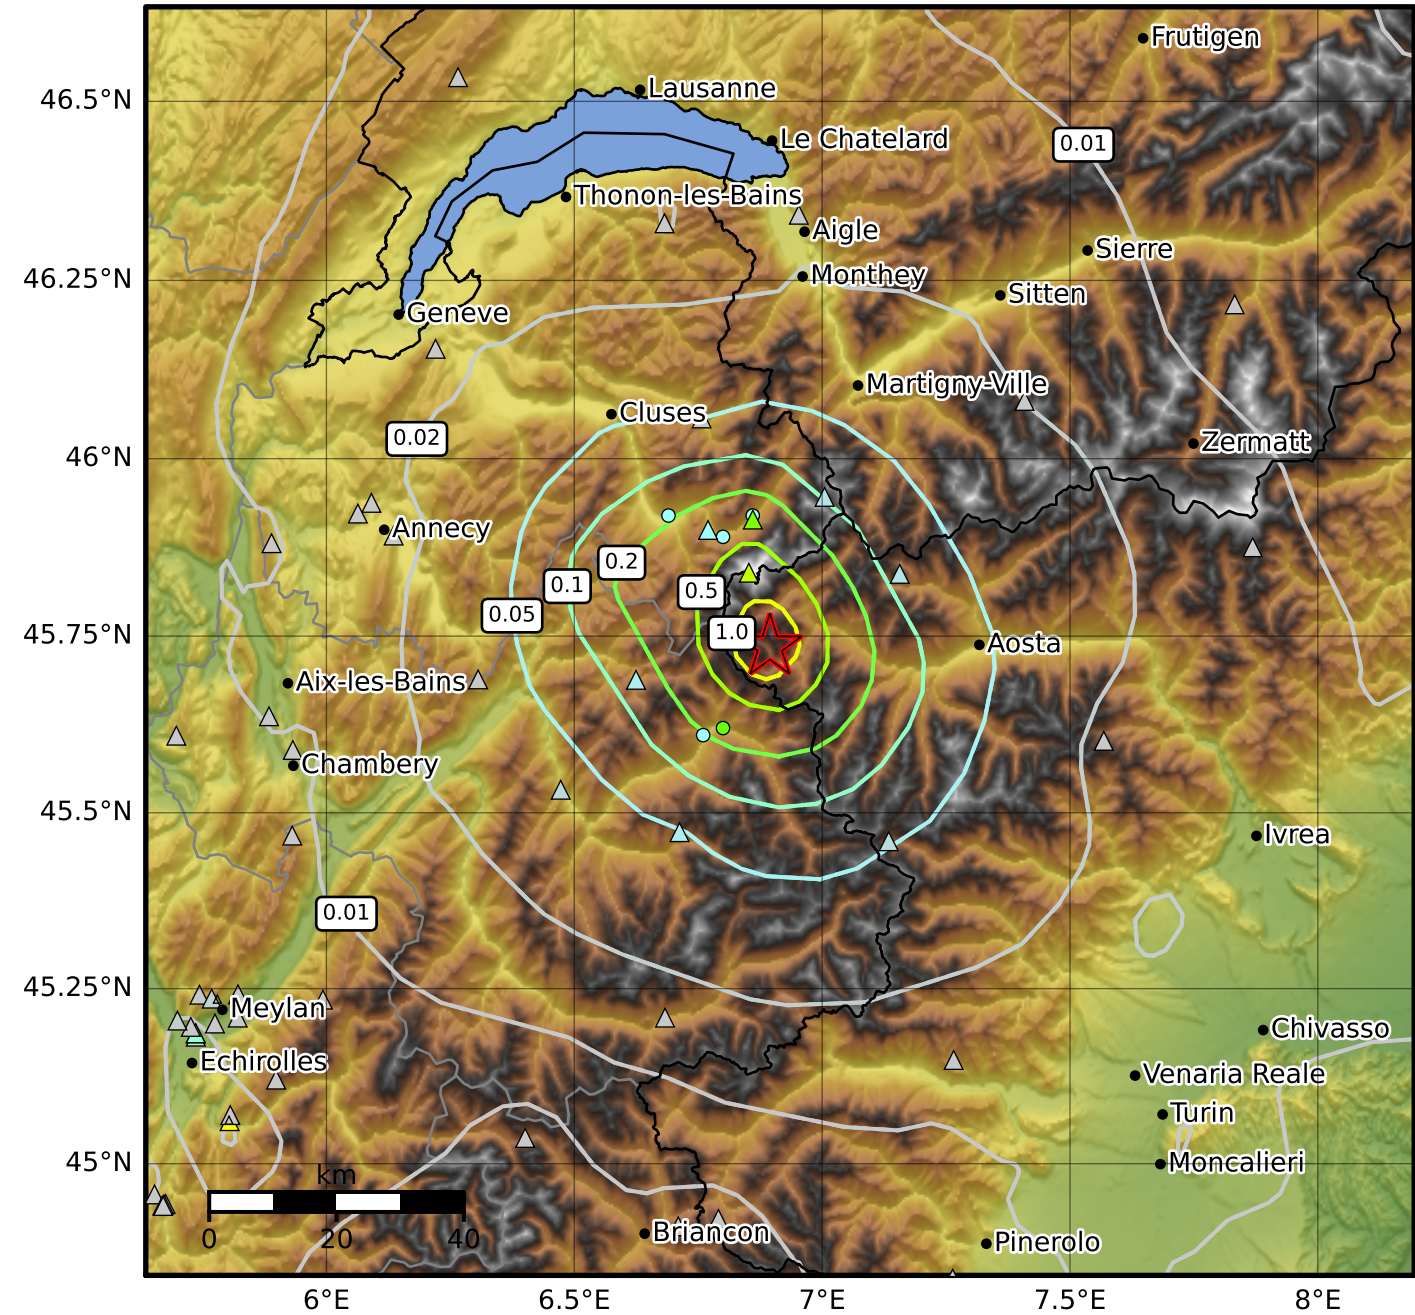 Frutigen
46.5°N
Lausanne
Le Chatelard
0.01
Thonon-les-Bains
Aigle
Sierre
46.25°N
Monthey
Sitten
Geneve
Martigny-Ville
Cluses
0.02
Zermatt
46°N
Annecy
0.2
0.1
0.5
0.05
1.0
45.75°N
Aosta
Aix-les-Bains
Chambery
45.5°N
Ivrea
0.01
45.25°N
Meylan
Chivasso
Echirolles
Venaria Reale
Turin
45°N
Moncalieri
km
0 20 40
Briancon
Pinerolo
6°E 6.5°E 7°E 7.5°E 8°E